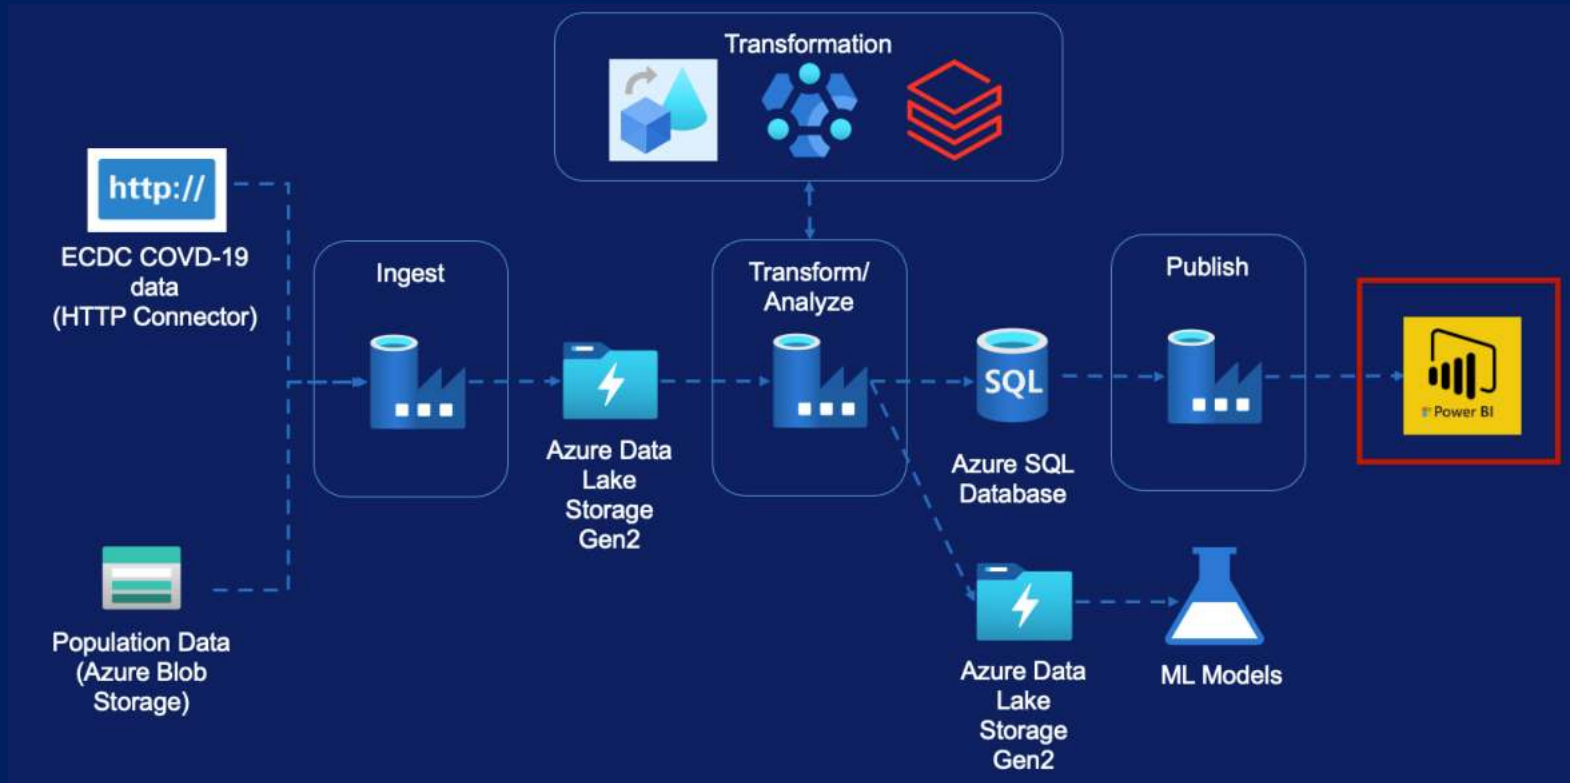 Transformation
http://
ECDC COVD-19
data
(HTTP Connector)
Ingest
Transform/
Analyze
Publish
SQL
Power BI
Azure Data
Lake
Storage
Gen2
Azure SQL
Database
Population Data
(Azure Blob
Storage)
Azure Data
Lake
Storage
Gen2
ML Models